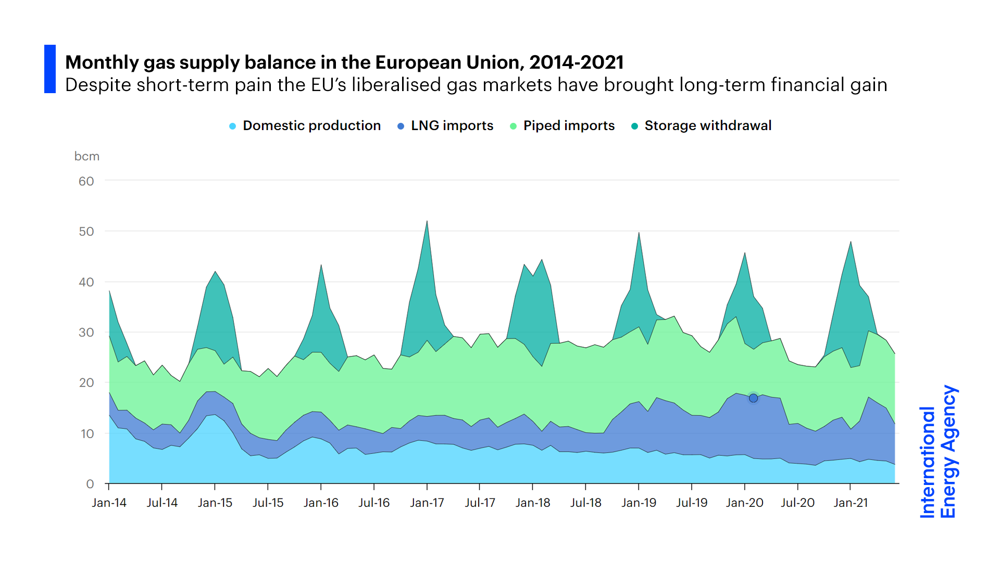 Monthly gas supply balance in the European Union, 2014-2021
Despite short-term pain the EU’s liberalised gas markets have brought long-term financial gain
Domestic production LNG imports Piped imports Storage withdrawal
bcm
60
50
40
30
20
10
0
Jan-14 Jul-14 Jan-15 Jul-15 Jan-16 Jul-16 Jan-17 Jul-17 Jan-18 Jul-18 Jan-19 Jul-19 Jan-20 Jul-20 Jan-21
International
Energy Agency